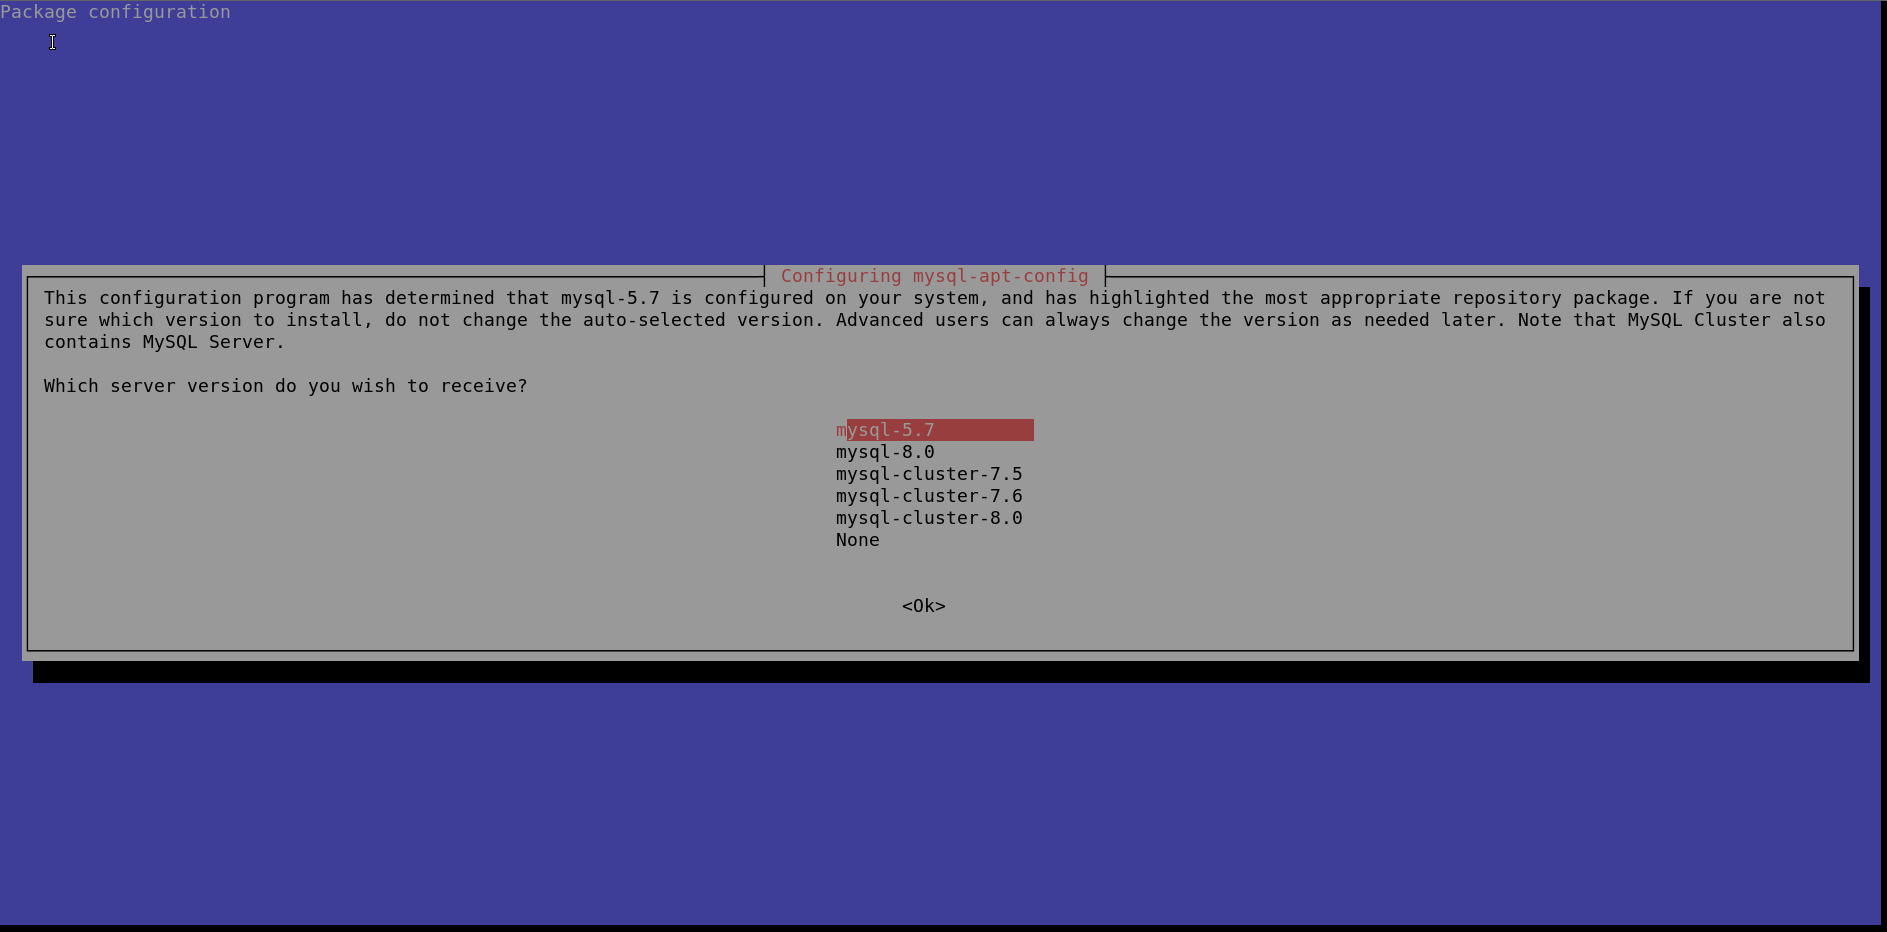 Package configuration
Configuring mysql-apt-config
This configuration program has determined that mysql-5.7 is configured on your system, and has highlighted the most appropriate repository package. If you are not
sure which version to install, do not change the auto-selected version. Advanced users can always change the version as needed later. Note that MySQL Cluster also
contains MySQL Server.
Which server version do you wish to receive?
mysql-5.7
mysql-8.0
mysql-cluster-7.5
mysql-cluster-7.6
mysql-cluster-8.0
None
<Ok>